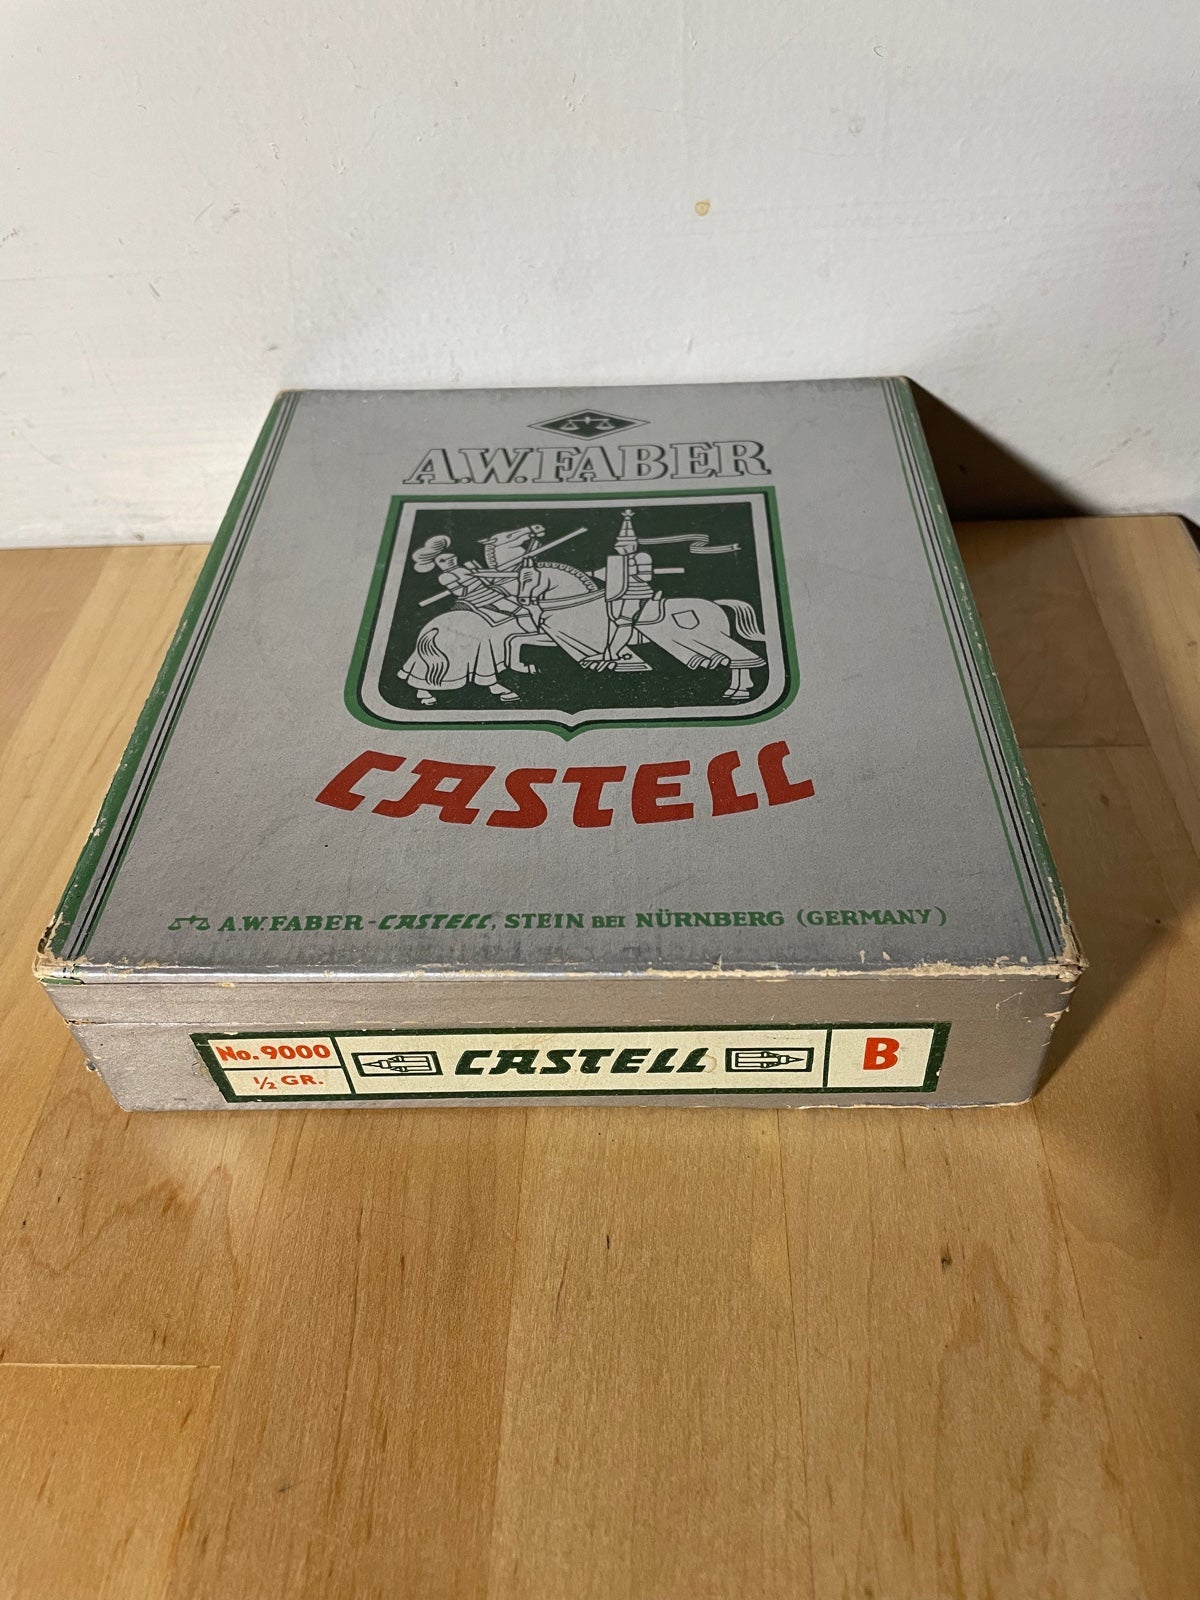 A.W.FABER
CASTELL
A.W.FABER-CASTELL, STEIN BEI NÜRNBERG (GERMANY)
No. 9000
½ GR.
CASTELL
B